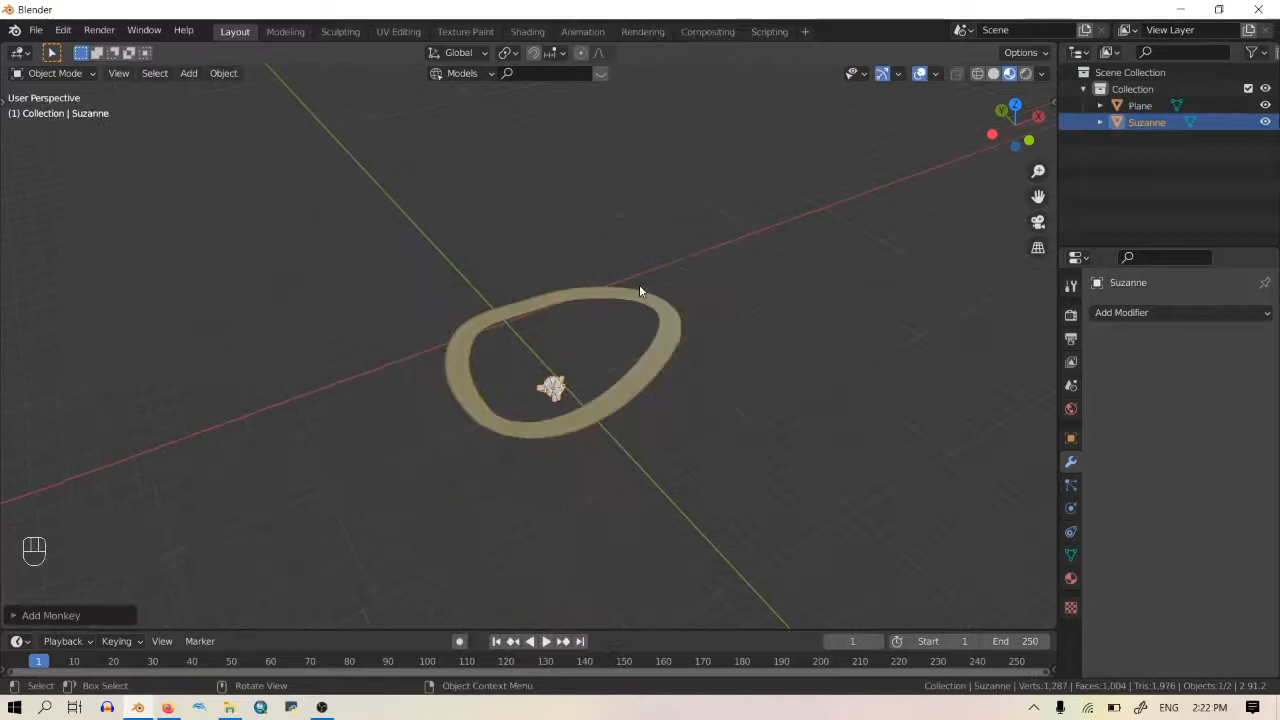 Blender
File Edit Render Window Help Layout Modeling Sculpting UV Editing Texture Paint Shading Animation Rendering Compositing Scripting + Scene View Layer
Global Options
Object Mode View Select Add Object Models
User Perspective
(1) Collection | Suzanne
Z
Y
X
Scene Collection
Collection
Plane
Suzanne
Suzanne
Add Modifier
Add Monkey
Playback Keying View Marker 1 Start 1 End 250
1 10 20 30 40 50 60 70 80 90 100 110 120 130 140 150 160 170 180 190 200 210 220 230 240 250
Select Box Select Rotate View Object Context Menu Collection | Suzanne | Verts:1,287 | Faces:1,004 | Tris:1,976 | Objects:1/2 | 2.91.2
ENG 2:22 PM